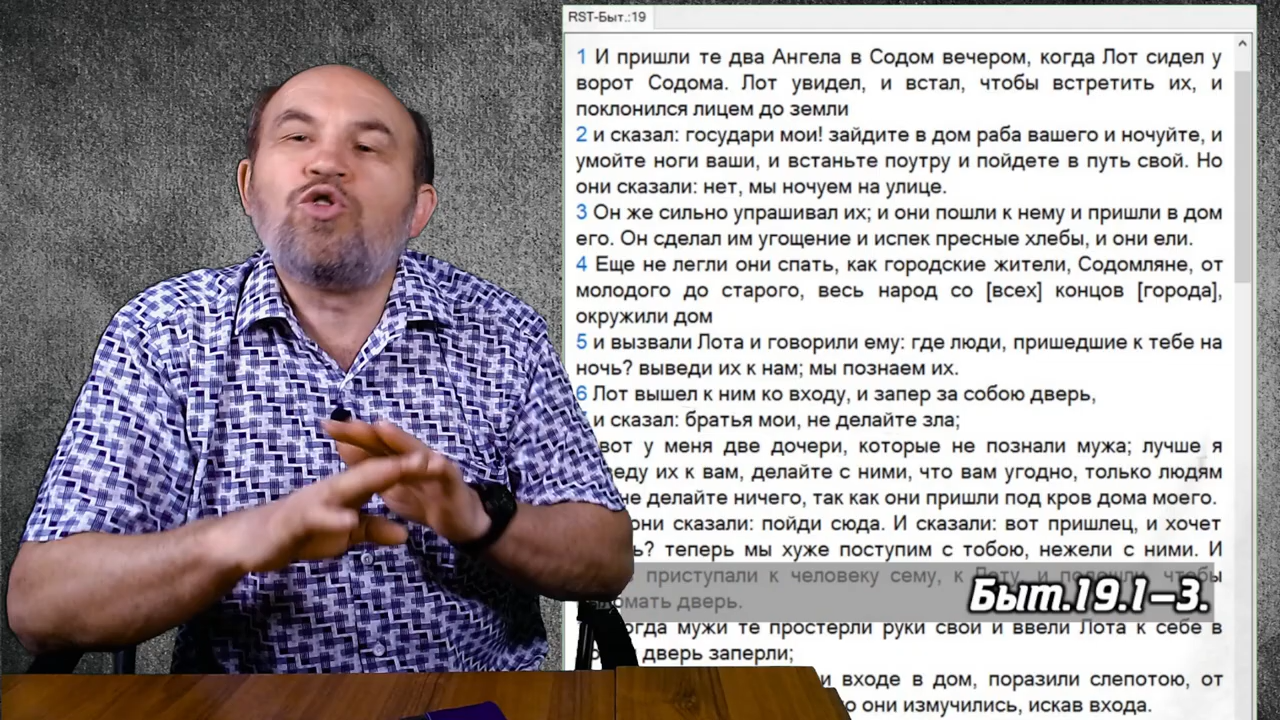 RST-Быт.:19
1 И пришли те два Ангела в Содом вечером, когда Лот сидел у
ворот Содома. Лот увидел, и встал, чтобы встретить их, и
поклонился лицем до земли
2 и сказал: государи мои! зайдите в дом раба вашего и ночуйте, и
умойте ноги ваши, и встаньте поутру и пойдете в путь свой. Но
они сказали: нет, мы ночуем на улице.
3 Он же сильно упрашивал их; и они пошли к нему и пришли в дом
его. Он сделал им угощение и испек пресные хлебы, и они ели.
4 Еще не легли они спать, как городские жители, Содомляне, от
молодого до старого, весь народ со [всех] концов [города],
окружили дом
5 и вызвали Лота и говорили ему: где люди, пришедшие к тебе на
ночь? выведи их к нам; мы познаем их.
6 Лот вышел к ним ко входу, и запер за собою дверь,
и сказал: братья мои, не делайте зла;
вот у меня две дочери, которые не познали мужа; лучше я
их к вам, делайте с ними, что вам угодно, только людям
не делайте ничего, так как они пришли под кров дома моего.
они сказали: пойди сюда. И сказали: вот пришлец, и хочет
теперь мы хуже поступим с тобою, нежели с ними. И
приступали к человеку сему, к Лоту, и подошли, чтобы
дверь.
Быт.19.1–3.
мужи те простерли руки свои и ввели Лота к себе в
дверь заперли;
и входе в дом, поразили слепотою, от
они измучились, искав входа.